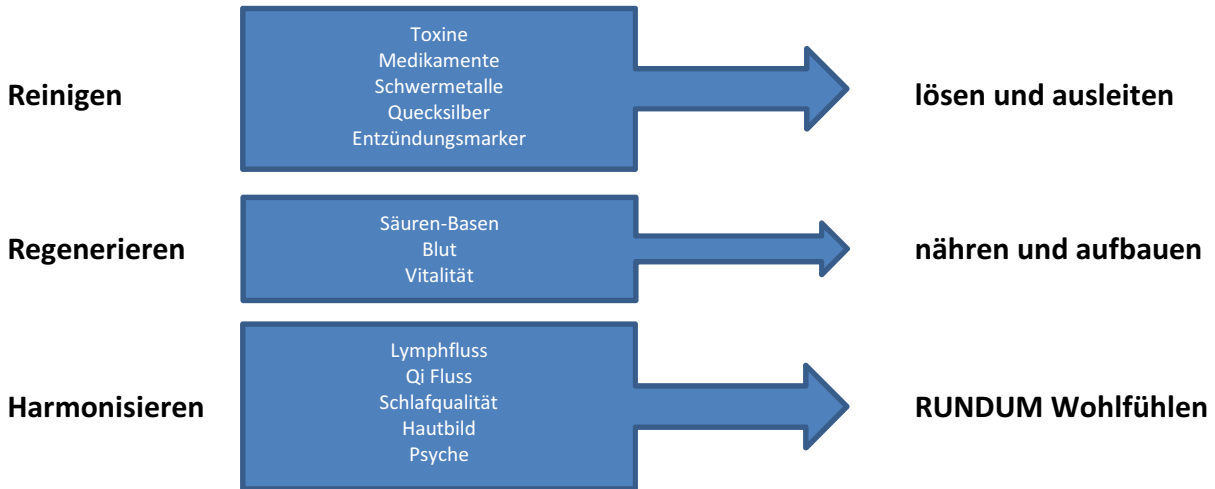 Reinigen
Toxine
Medikamente
Schwermetalle
Quecksilber
Entzündungsmarker
lösen und ausleiten
Regenerieren
Säuren-Basen
Blut
Vitalität
nähren und aufbauen
Harmonisieren
Lymphfluss
Qi Fluss
Schlafqualität
Hautbild
Psyche
RUNDUM Wohlfühlen